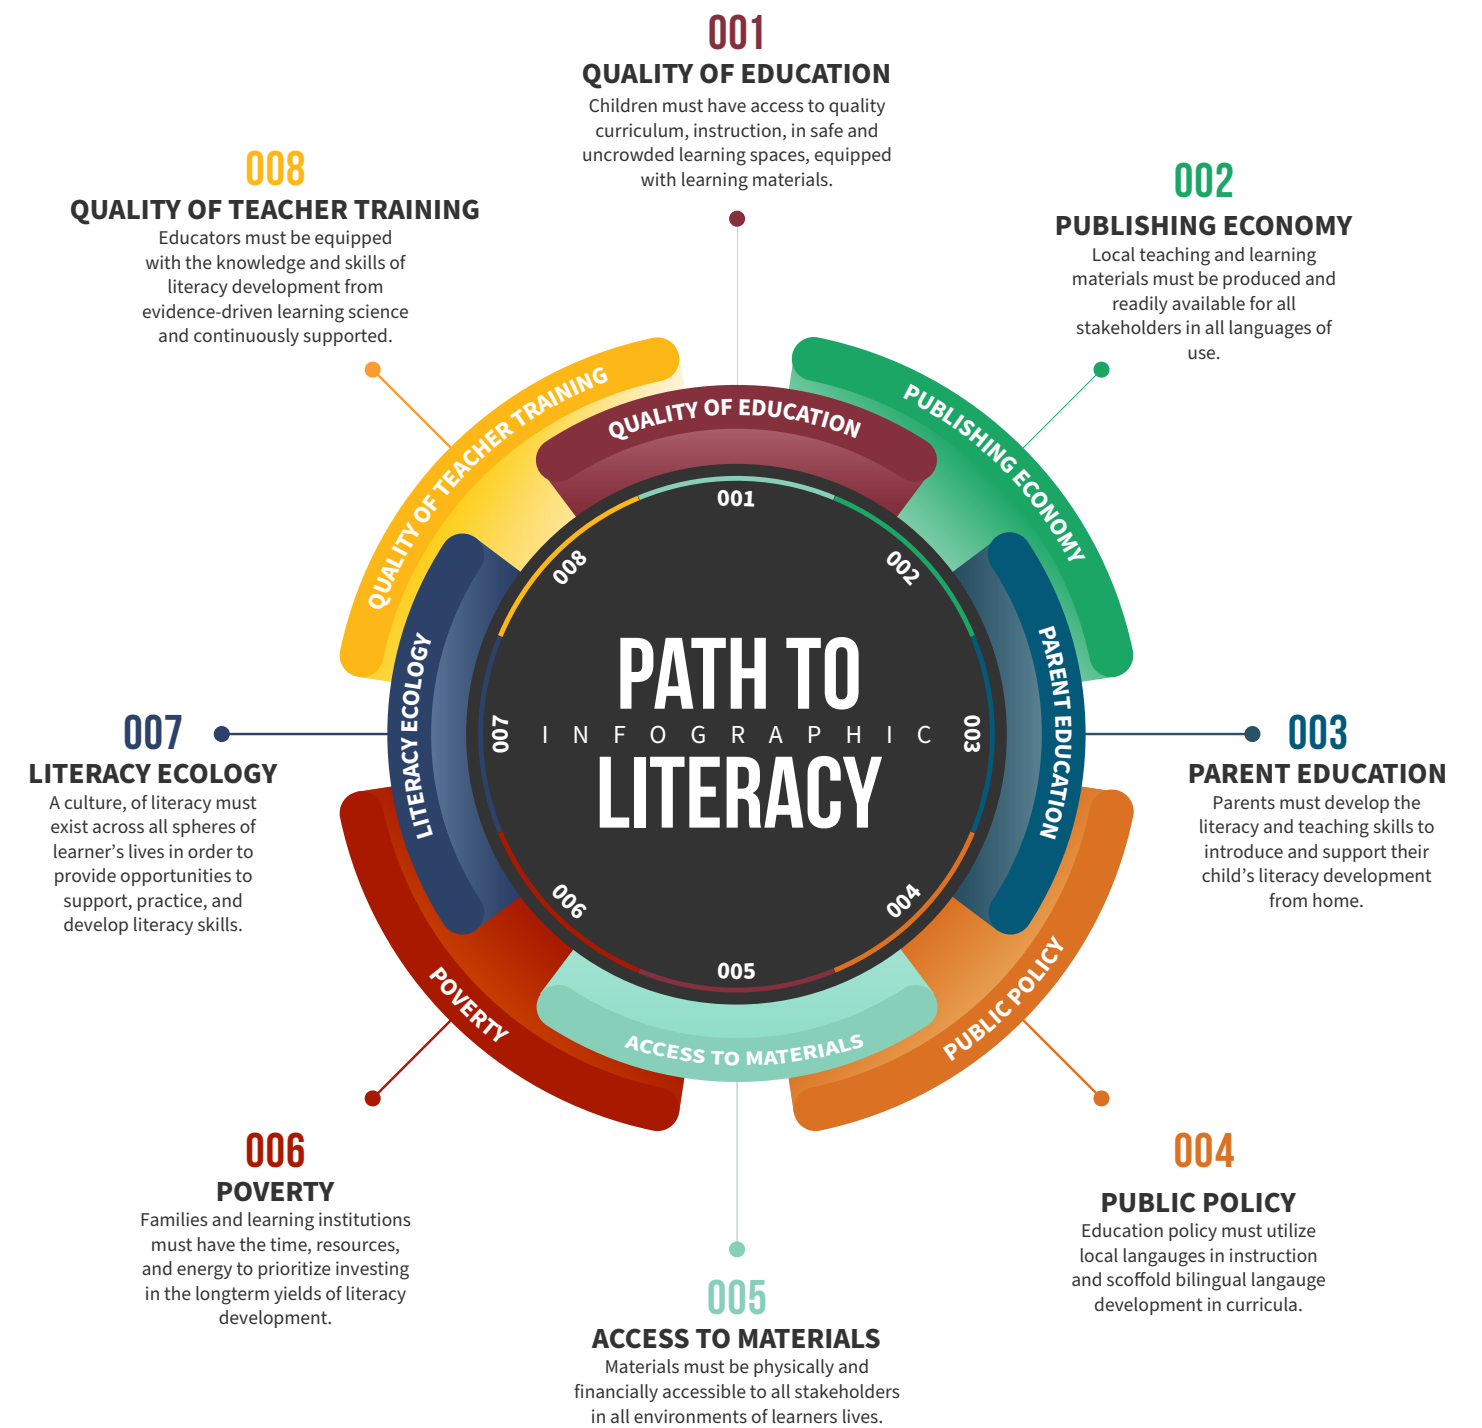 001
QUALITY OF EDUCATION
Children must have access to quality
curriculum, instruction, in safe and
uncrowded learning spaces, equipped
with learning materials.
008
QUALITY OF TEACHER TRAINING
Educators must be equipped
with the knowledge and skills of
literacy development from
evidence-driven learning science
and continuously supported.
002
PUBLISHING ECONOMY
Local teaching and learning
materials must be produced and
readily available for all
stakeholders in all languages of
use.
QUALITY OF TEACHER TRAINING
QUALITY OF EDUCATION
PUBLISHING ECONOMY
001
008
002
PATH TO
INFOGRAPHIC
LITERACY
007
003
LITERACY ECOLOGY
PARENT EDUCATION
006
004
005
POVERTY
ACCESS TO MATERIALS
PUBLIC POLICY
007
LITERACY ECOLOGY
A culture, of literacy must
exist across all spheres of
learner's lives in order to
provide opportunities to
support, practice, and
develop literacy skills.
003
PARENT EDUCATION
Parents must develop the
literacy and teaching skills to
introduce and support their
child's literacy development
from home.
006
POVERTY
Families and learning institutions
must have the time, resources,
and energy to prioritize investing
in the longterm yields of literacy
development.
004
PUBLIC POLICY
Education policy must utilize
local langauges in instruction
and scoffold bilingual langauge
development in curricula.
005
ACCESS TO MATERIALS
Materials must be physically and
financially accessible to all stakeholders
in all environments of learners lives.